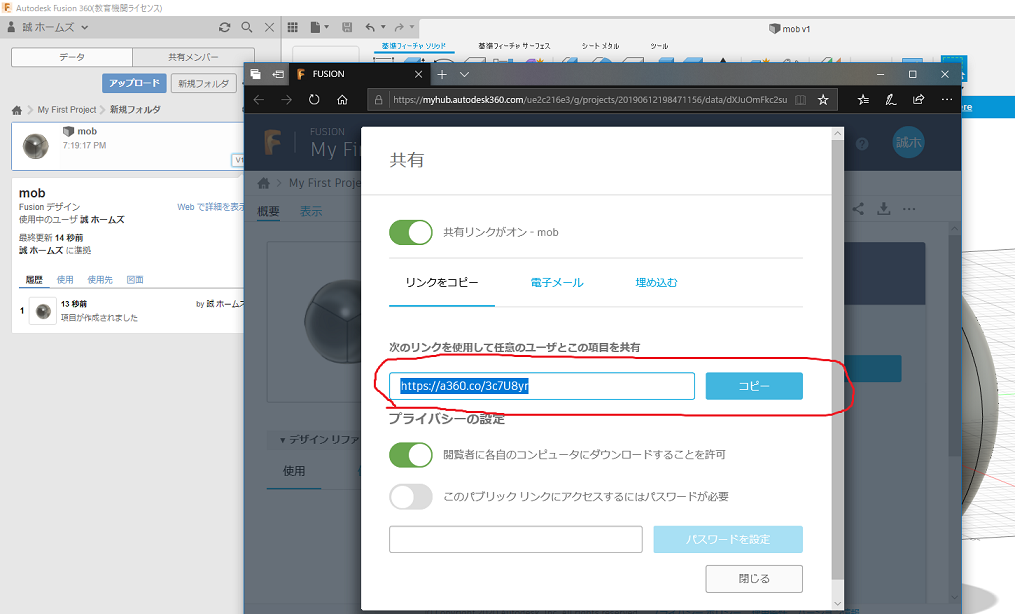 Autodesk Fusion 360(教育機関ライセンス)
誠 ホームズ
mob v1
データ
共有メンバー
基準フィーチャ ソリッド
基準フィーチャ サーフェス
シート メタル
ツール
アップロード
新規フォルダ
My First Project
新規フォルダ
mob
7:19:17 PM
V1
mob
Fusion デザイン
Web で詳細を表示
使用中のユーザ 誠 ホームズ
最終更新 14 秒前
誠 ホームズ に準拠
履歴
使用
使用先
図面
1
13 秒前
by 誠 ホームズ
項目が作成されました
FUSION
https://myhub.autodesk360.com/ue2c216e3/g/projects/20190612198471156/data/dXJuOmFkc2su
FUSION
My Fi
誠ホ
My First Proje
概要
表示
共有
共有リンクがオン - mob
リンクをコピー
電子メール
埋め込む
次のリンクを使用して任意のユーザとこの項目を共有
https://a360.co/3c7U8yr
コピー
プライバシーの設定
閲覧者に各自のコンピュータにダウンロードすることを許可
このパブリック リンクにアクセスするにはパスワードが必要
パスワードを設定
閉じる
デザイン リファ
使用